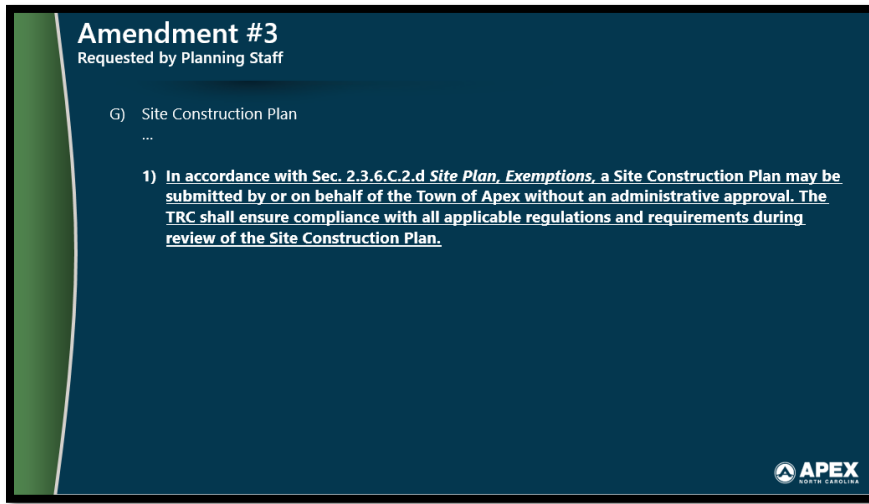 Amendment #3
Requested by Planning Staff
G) Site Construction Plan
...
1) In accordance with Sec. 2.3.6.C.2.d Site Plan, Exemptions, a Site Construction Plan may be
submitted by or on behalf of the Town of Apex without an administrative approval. The
TRC shall ensure compliance with all applicable regulations and requirements during
review of the Site Construction Plan.
APEX
NORTH CAROLINA